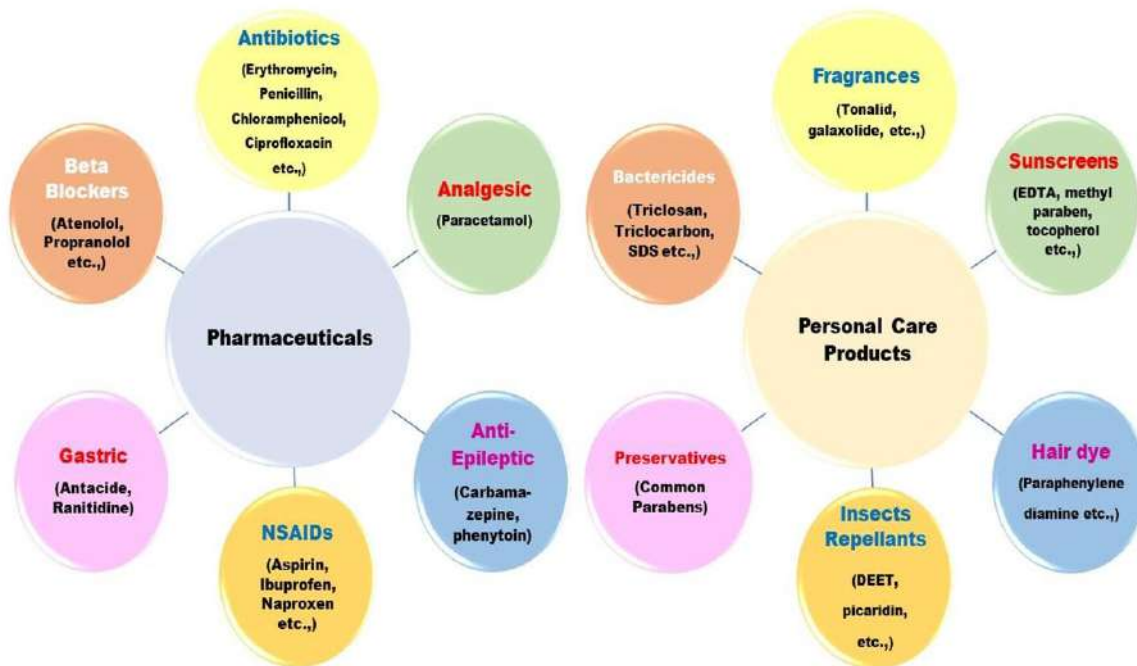 Antibiotics
(Erythromycin,
Penicillin,
Chloramphenicol,
Ciprofloxacin
etc.,)
Beta
Blockers
(Atenolol,
Propranolol
etc.,)
Analgesic
(Paracetamol)
Pharmaceuticals
Gastric
(Antacide,
Ranitidine)
Anti-
Epileptic
(Carbama-
zepine,
phenytoin)
NSAIDs
(Aspirin,
Ibuprofen,
Naproxen
etc.,)
Fragrances
(Tonalid,
galaxolide, etc.,)
Bactericides
(Triclosan,
Triclocarbon,
SDS etc.,)
Sunscreens
(EDTA, methyl
paraben,
tocopherol
etc.,)
Personal Care
Products
Preservatives
(Common
Parabens)
Hair dye
(Paraphenylene
diamine etc.,)
Insects
Repellants
(DEET,
picaridin,
etc.,)